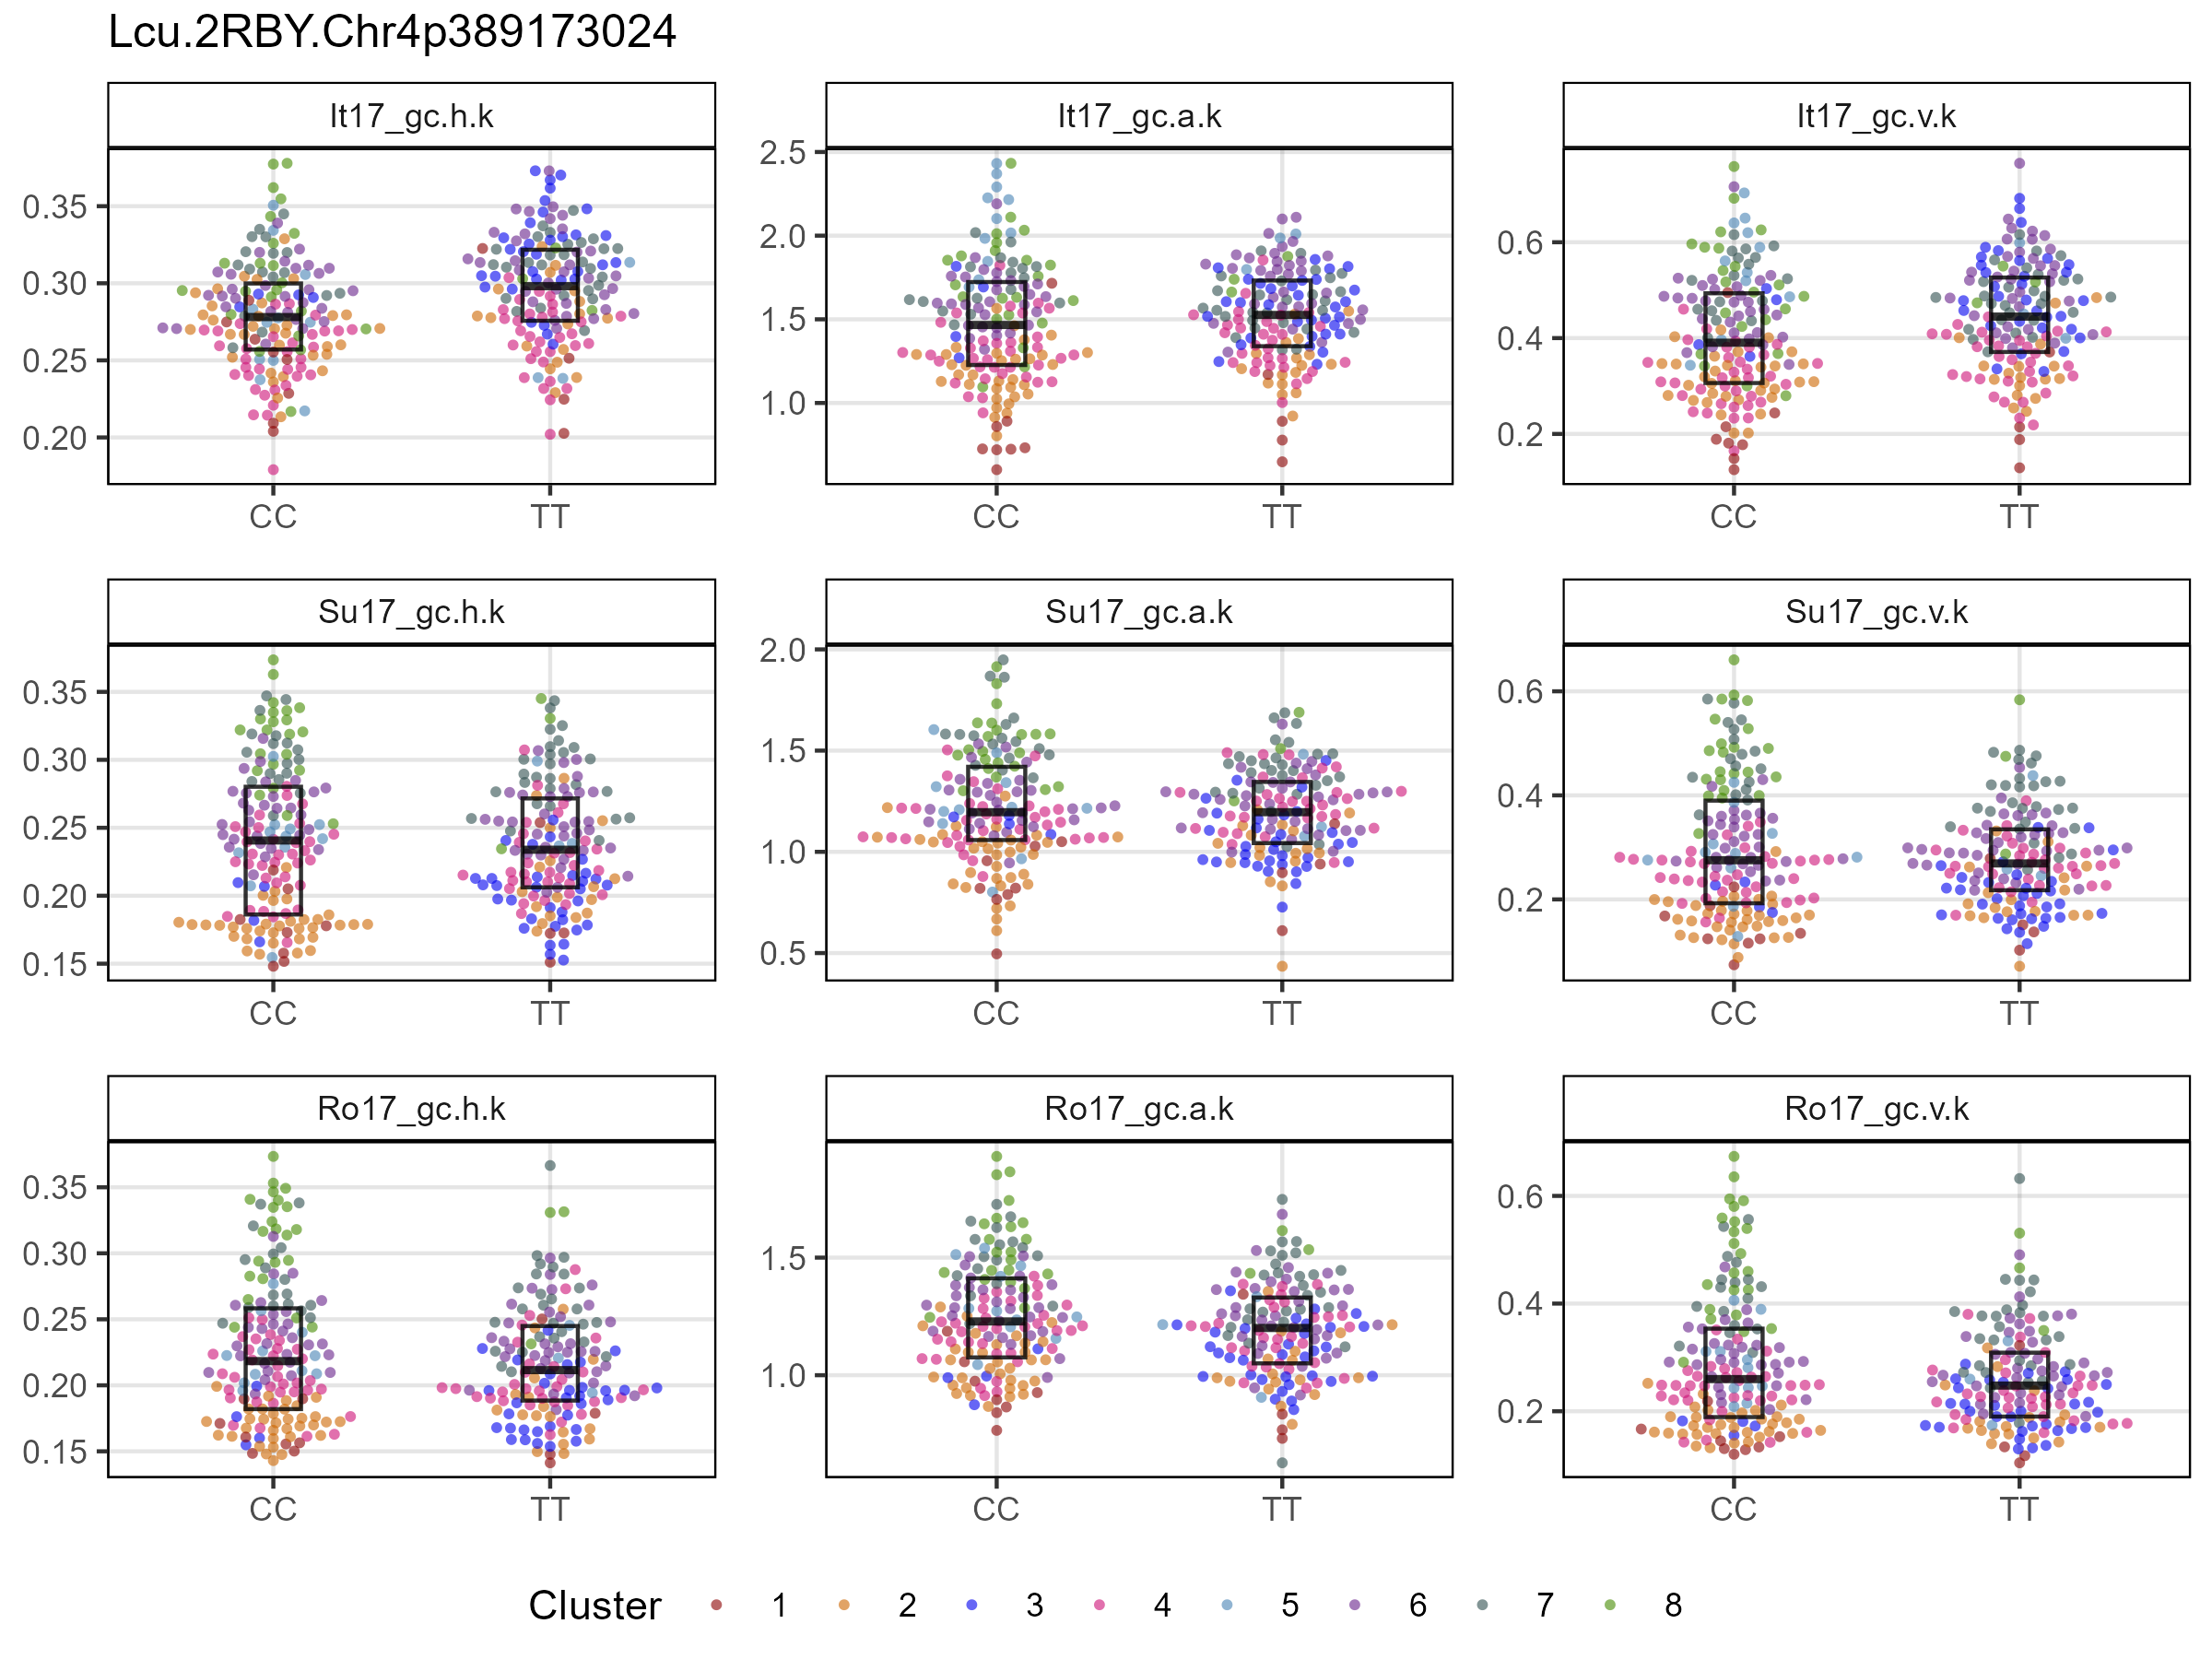 Lcu.2RBY.Chr4p389173024
It17_gc.h.k
It17_gc.a.k
It17_gc.v.k
0.35
0.30
0.25
0.20
2.5
2.0
1.5
1.0
0.6
0.4
0.2
CC TT
CC TT
CC TT
Su17_gc.h.k
Su17_gc.a.k
Su17_gc.v.k
0.35
0.30
0.25
0.20
0.15
2.0
1.5
1.0
0.5
0.6
0.4
0.2
CC TT
CC TT
CC TT
Ro17_gc.h.k
Ro17_gc.a.k
Ro17_gc.v.k
0.35
0.30
0.25
0.20
0.15
1.5
1.0
0.6
0.4
0.2
CC TT
CC TT
CC TT
Cluster 1 2 3 4 5 6 7 8